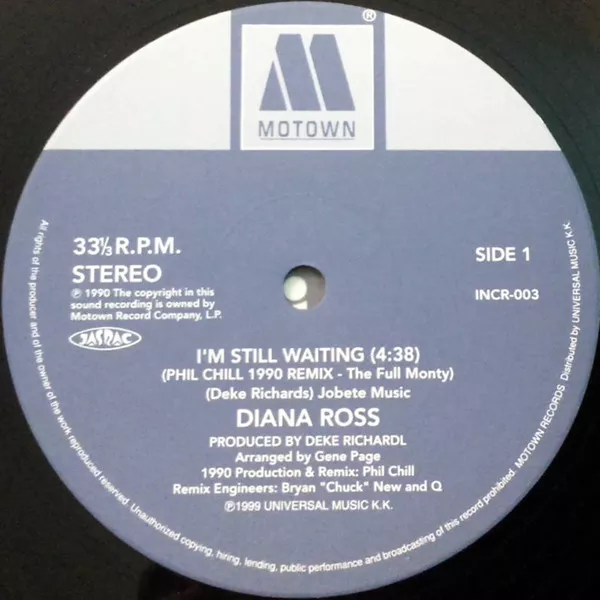 ®
MOTOWN
33⅓ R.P.M.
STEREO
℗ 1990 The copyright in this
sound recording is owned by
Motown Record Company, L.P.
JASRAC
SIDE 1
INCR-003
I'M STILL WAITING (4:38)
(PHIL CHILL 1990 REMIX - The Full Monty)
(Deke Richards) Jobete Music
DIANA ROSS
PRODUCED BY DEKE RICHARDL
Arranged by Gene Page
1990 Production & Remix: Phil Chill
Remix Engineers: Bryan "Chuck" New and Q
℗1999 UNIVERSAL MUSIC K.K.
All rights of the producer and of the owner of the work reproduced reserved. Unauthorized copying, hiring, lending, public performance and broadcasting of this record prohibited. MOTOWN RECORDS Distributed by UNIVERSAL MUSIC K.K.